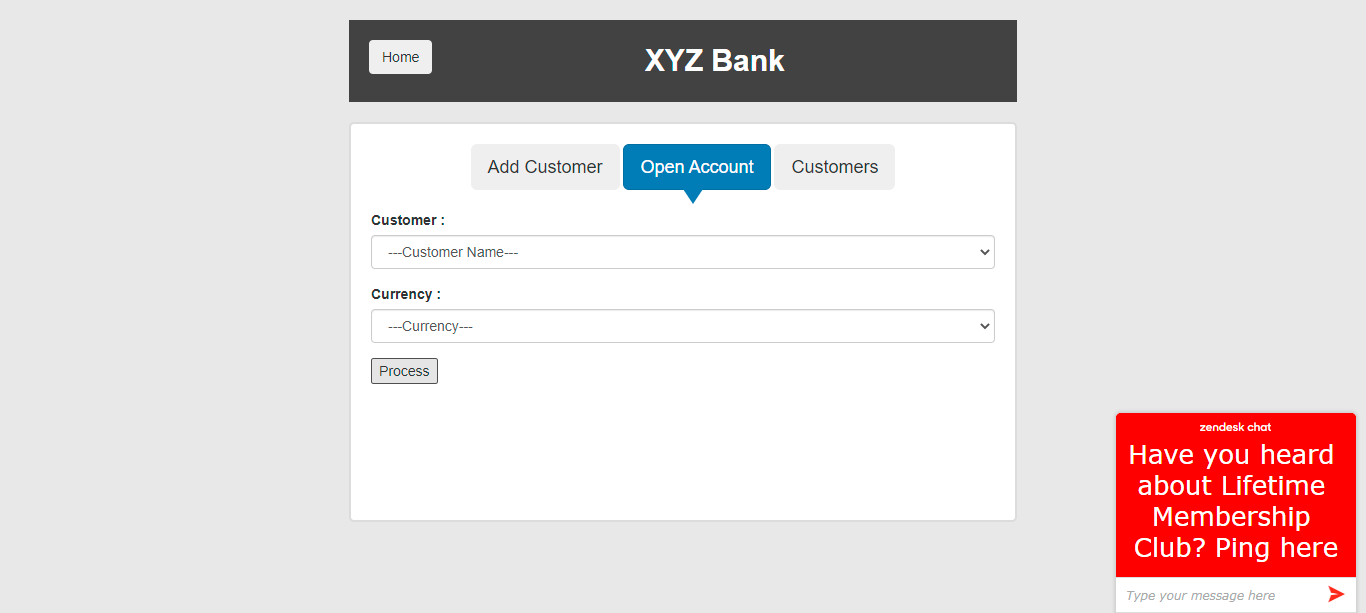 Home
XYZ Bank
Add Customer
Open Account
Customers
Customer :
---Customer Name---
Currency :
---Currency---
Process
zendesk chat
Have you heard
about Lifetime
Membership
Club? Ping here
Type your message here